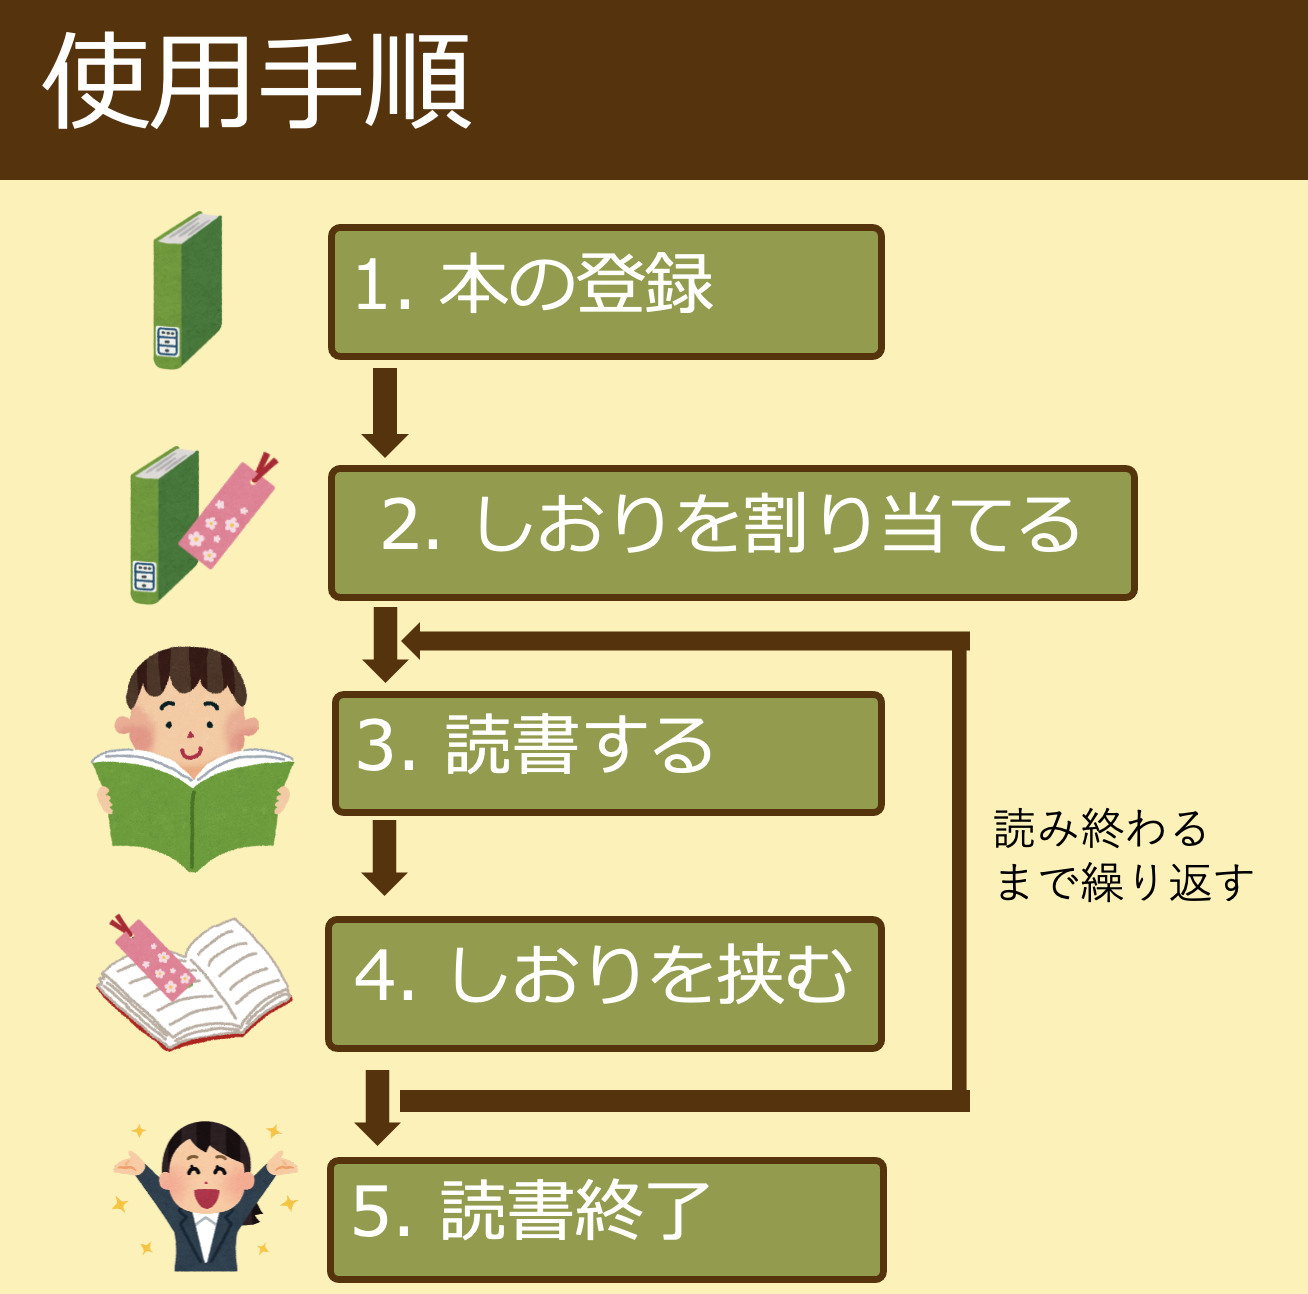 使用手順
1. 本の登録
2. しおりを割り当てる
3. 読書する
読み終わる
まで繰り返す
4. しおりを挟む
5. 読書終了